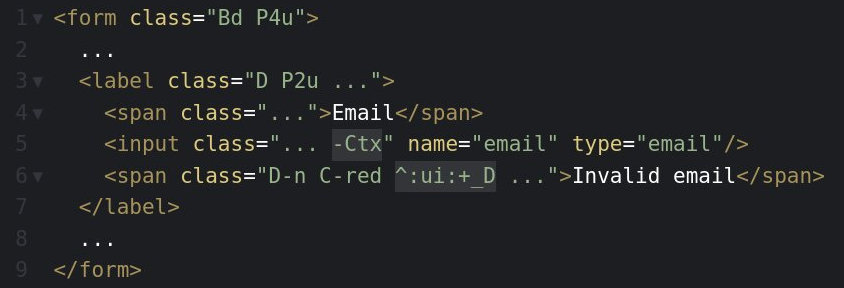 1 <form class="Bd P4u">
2 ...
3 <label class="D P2u ...">
4 <span class="...">Email</span>
5 <input class="... -Ctx" name="email" type="email"/>
6 <span class="D-n C-red ^:ui:+_D ...">Invalid email</span>
7 </label>
8 ...
9 </form>